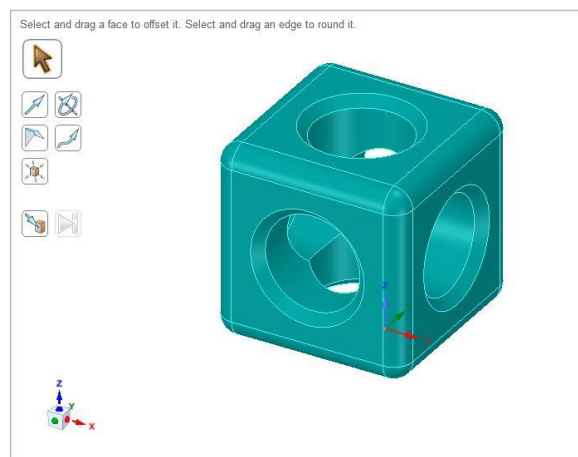 Select and drag a face to offset it. Select and drag an edge to round it.
Z
Z
Y
X